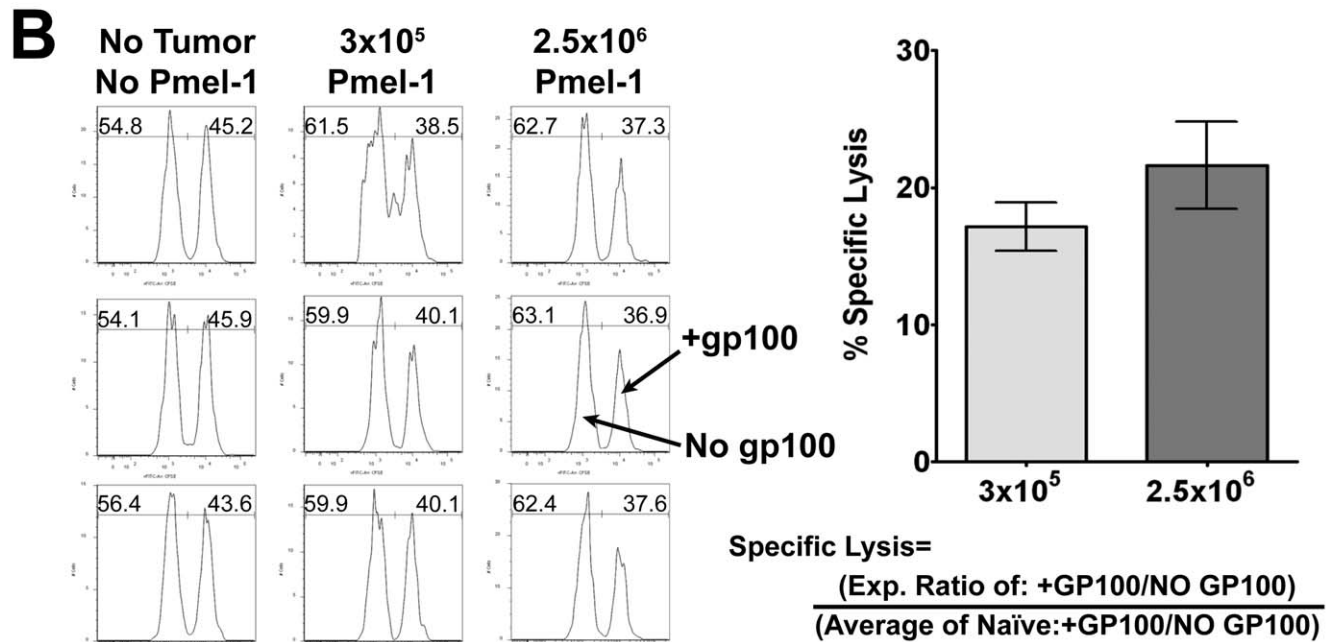 B
No Tumor
No Pmel-1
3x10⁵
Pmel-1
2.5x10⁶
Pmel-1
54.8 45.2
61.5 38.5
62.7 37.3
54.1 45.9
59.9 40.1
63.1 36.9
56.4 43.6
59.9 40.1
62.4 37.6
+gp100
No gp100
% Specific Lysis
30
20
10
0
3x10⁵
2.5x10⁶
Specific Lysis=
(Exp. Ratio of: +GP100/NO GP100)
(Average of Naïve:+GP100/NO GP100)